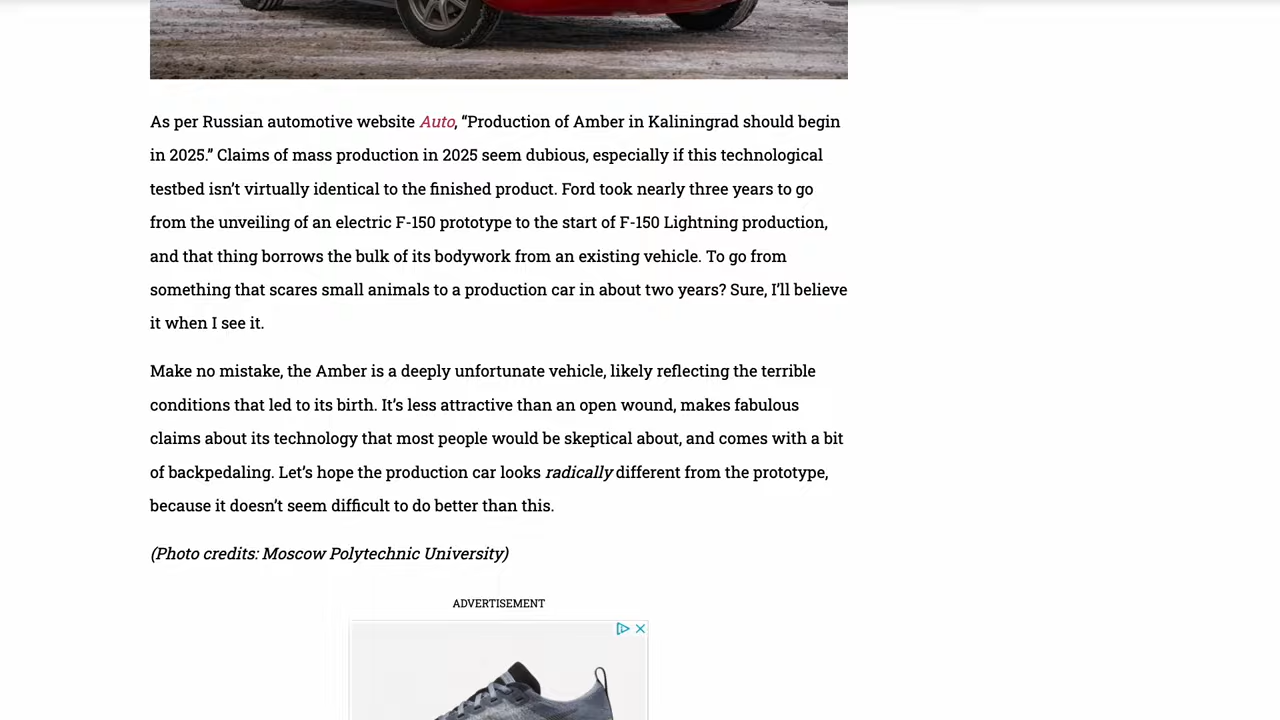 As per Russian automotive website Auto, “Production of Amber in Kaliningrad should begin
in 2025.” Claims of mass production in 2025 seem dubious, especially if this technological
testbed isn’t virtually identical to the finished product. Ford took nearly three years to go
from the unveiling of an electric F-150 prototype to the start of F-150 Lightning production,
and that thing borrows the bulk of its bodywork from an existing vehicle. To go from
something that scares small animals to a production car in about two years? Sure, I’ll believe
it when I see it.
Make no mistake, the Amber is a deeply unfortunate vehicle, likely reflecting the terrible
conditions that led to its birth. It’s less attractive than an open wound, makes fabulous
claims about its technology that most people would be skeptical about, and comes with a bit
of backpedaling. Let’s hope the production car looks radically different from the prototype,
because it doesn’t seem difficult to do better than this.
(Photo credits: Moscow Polytechnic University)
ADVERTISEMENT